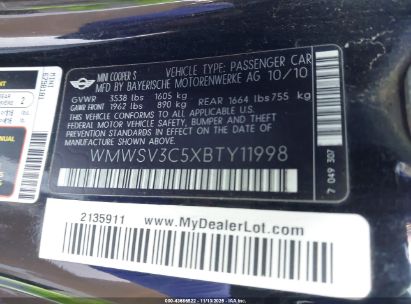 MINI COOPER S VEHICLE TYPE: PASSENGER CAR
MFD BY BAYERISCHE MOTORENWERKE AG 10/10
GVWR 3538 lbs 1605 kg
FRONT 1962 lbs 890 kg REAR 1664 lbs 755 kg
THIS VEHICLE CONFORMS TO ALL APPLICABLE
U.S. FEDERAL MOTOR VEHICLE
SAFETY, BUMPER AND THEFT
PREVENTION STANDARDS IN EFFECT ON THE DATE
OF MANUFACTURE SHOWN ABOVE:
WMWSV3C5XBTY11998
7 049 307
2135911 www.MyDealerLot.com
11/13/2025